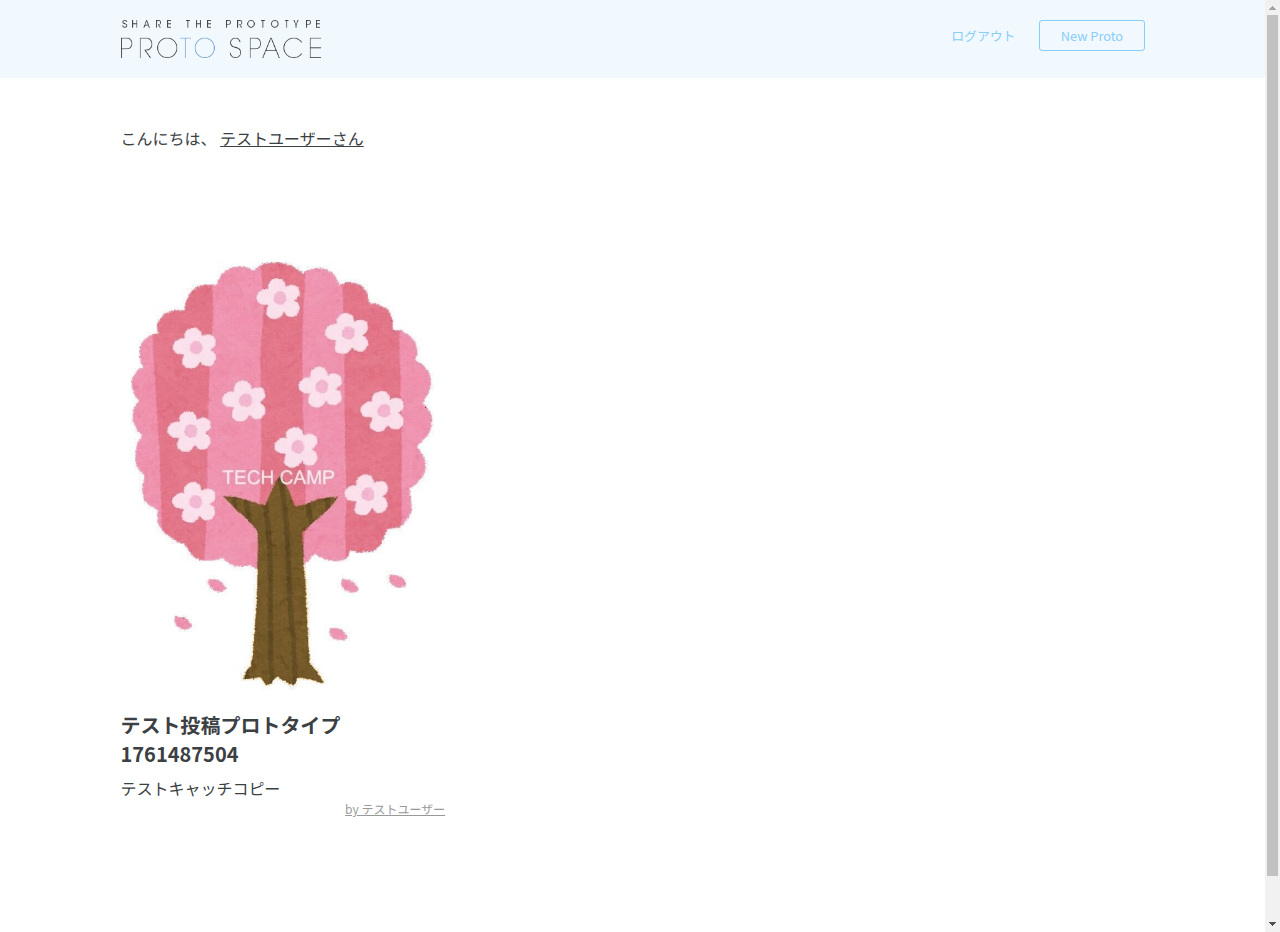 SHARE THE PROTOTYPE
PROTO SPACE
ログアウト
New Proto
こんにちは、テストユーザーさん
TECH CAMP
テスト投稿プロトタイプ
1761487504
テストキャッチコピー
by テストユーザー